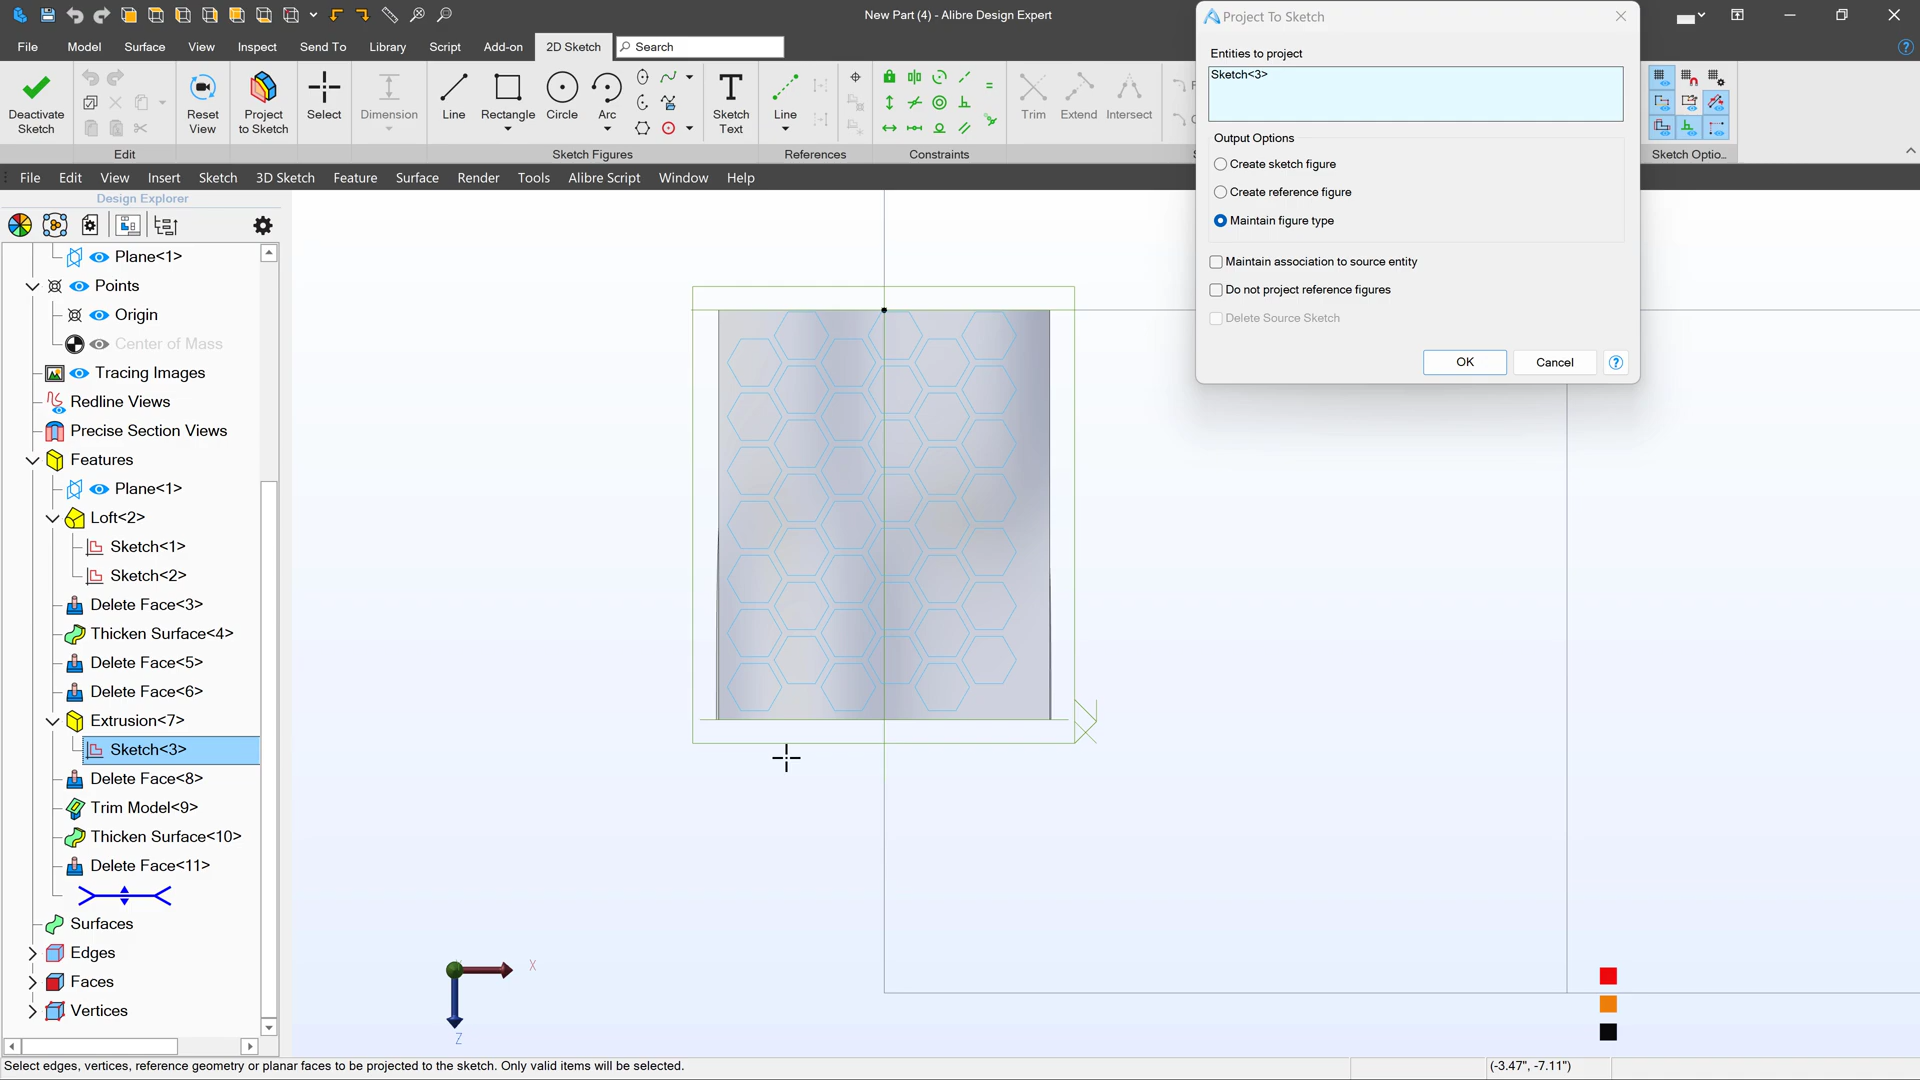 New Part (4) - Alibre Design Expert
File
Model
Surface
View
Inspect
Send To
Library
Script
Add-on
2D Sketch
Search
Deactivate Sketch
Reset View
Project to Sketch
Select
Dimension
Line
Rectangle
Circle
Arc
Sketch Text
Line
Trim
Extend
Intersect
Edit
Sketch Figures
References
Constraints
Sketch Optio...
File
Edit
View
Insert
Sketch
3D Sketch
Feature
Surface
Render
Tools
Alibre Script
Window
Help
Project To Sketch
Entities to project
Sketch<3>
Output Options
Create sketch figure
Create reference figure
Maintain figure type
Maintain association to source entity
Do not project reference figures
Delete Source Sketch
OK
Cancel
Design Explorer
Plane<1>
Points
Origin
Center of Mass
Tracing Images
Redline Views
Precise Section Views
Features
Plane<1>
Loft<2>
Sketch<1>
Sketch<2>
Delete Face<3>
Thicken Surface<4>
Delete Face<5>
Delete Face<6>
Extrusion<7>
Sketch<3>
Delete Face<8>
Trim Model<9>
Thicken Surface<10>
Delete Face<11>
Surfaces
Edges
Faces
Vertices
X
Z
Select edges, vertices, reference geometry or planar faces to be projected to the sketch. Only valid items will be selected.
(-3.47", -7.11")